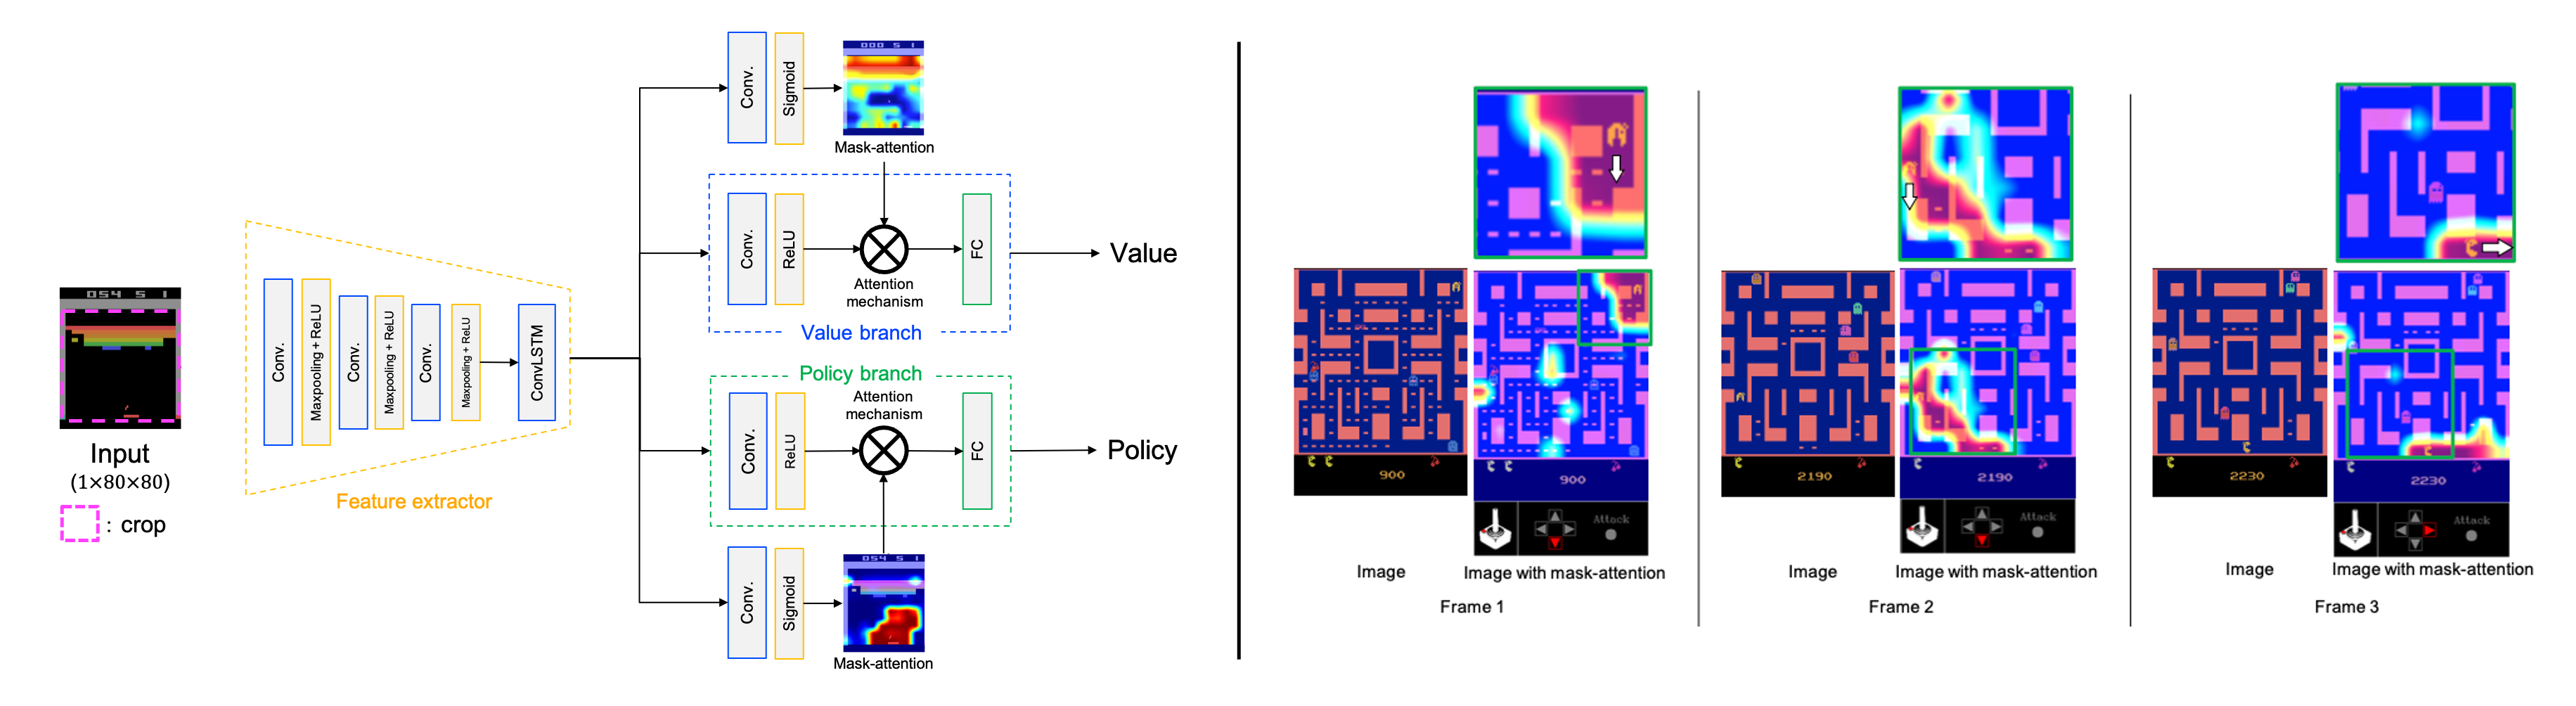 054 5 1
Input
(1×80×80)
: crop
Conv.
Maxpooling + ReLU
Conv.
Maxpooling + ReLU
Conv.
Maxpooling + ReLU
ConvLSTM
Feature extractor
Conv.
Sigmoid
000 5 1
Mask-attention
Conv.
ReLU
Attention
mechanism
FC
Value branch
Value
Policy branch
Conv.
ReLU
Attention
mechanism
FC
Policy
Conv.
Sigmoid
054 5 1
Mask-attention
900
900
Attack
Image
Image with mask-attention
Frame 1
2190
2190
Attack
Image
Image with mask-attention
Frame 2
2230
2230
Attack
Image
Image with mask-attention
Frame 3